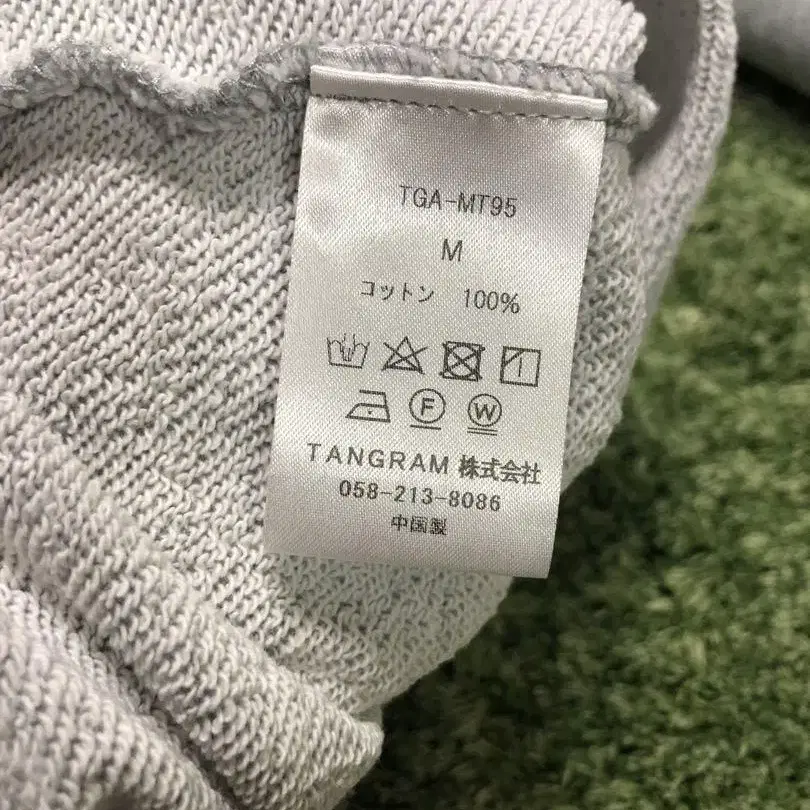 TGA-MT95
M
コットン 100%
F W
TANGRAM 株式会社
058-213-8086
中国製